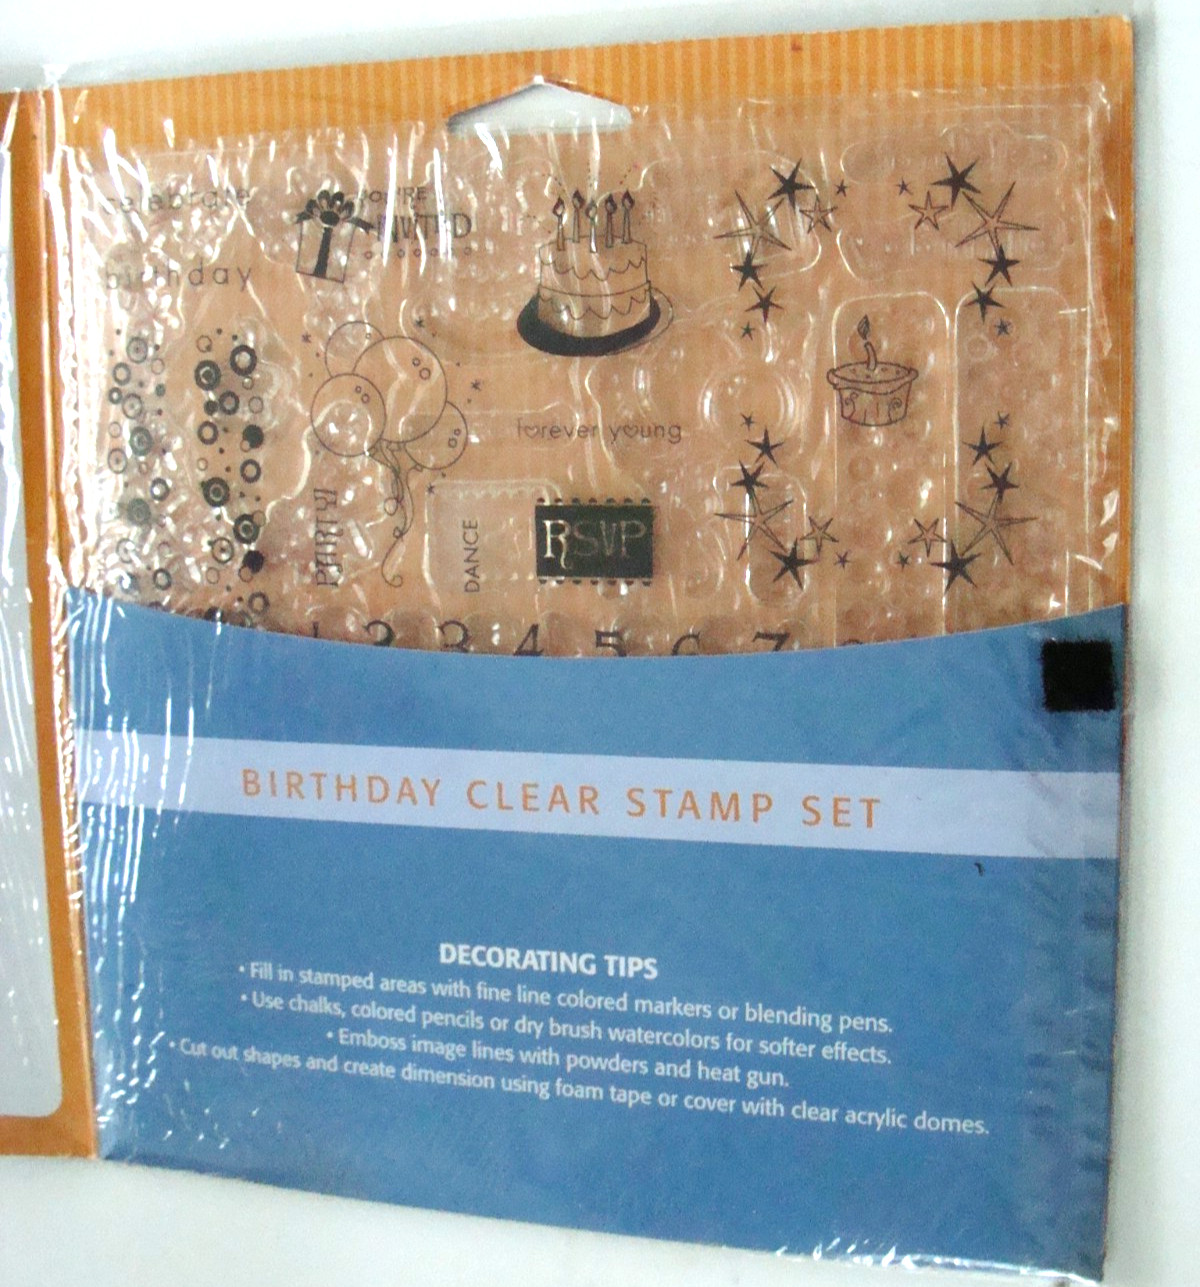 celebrate
YOU'RE
INVITED
birthday
forever young
PARTY!
DANCE
RSVP
1 2 3 4 5 6 7
BIRTHDAY CLEAR STAMP SET
DECORATING TIPS
• Fill in stamped areas with fine line colored markers or blending pens.
• Use chalks, colored pencils or dry brush watercolors for softer effects.
• Emboss image lines with powders and heat gun.
• Cut out shapes and create dimension using foam tape or cover with clear acrylic domes.